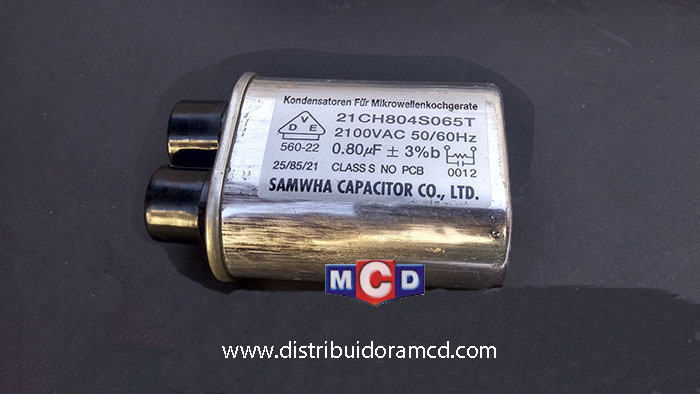 Kondensatoren Für Mikrowellenkochgerate
VDE
21CH804S065T
2100VAC 50/60Hz
560-22 0.80µF ± 3%b
25/85/21 CLASS S NO PCB 0012
SAMWHA CAPACITOR CO., LTD.
MCD
www.distribuidoramcd.com